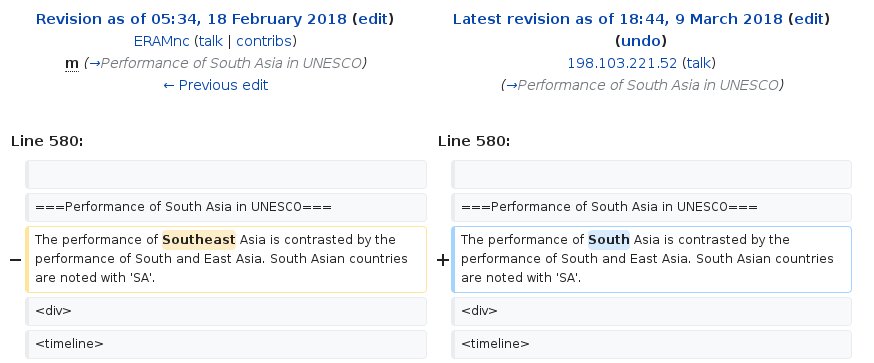 Revision as of 05:34, 18 February 2018 (edit)
ERAMnc (talk | contribs)
m (→Performance of South Asia in UNESCO)
← Previous edit
Latest revision as of 18:44, 9 March 2018 (edit)
(undo)
198.103.221.52 (talk)
(→Performance of South Asia in UNESCO)
Line 580:
Line 580:
===Performance of South Asia in UNESCO===
===Performance of South Asia in UNESCO===
− The performance of Southeast Asia is contrasted by the
performance of South and East Asia. South Asian countries
are noted with 'SA'.
+ The performance of South Asia is contrasted by the
performance of South and East Asia. South Asian countries
are noted with 'SA'.
<div>
<div>
<timeline>
<timeline>